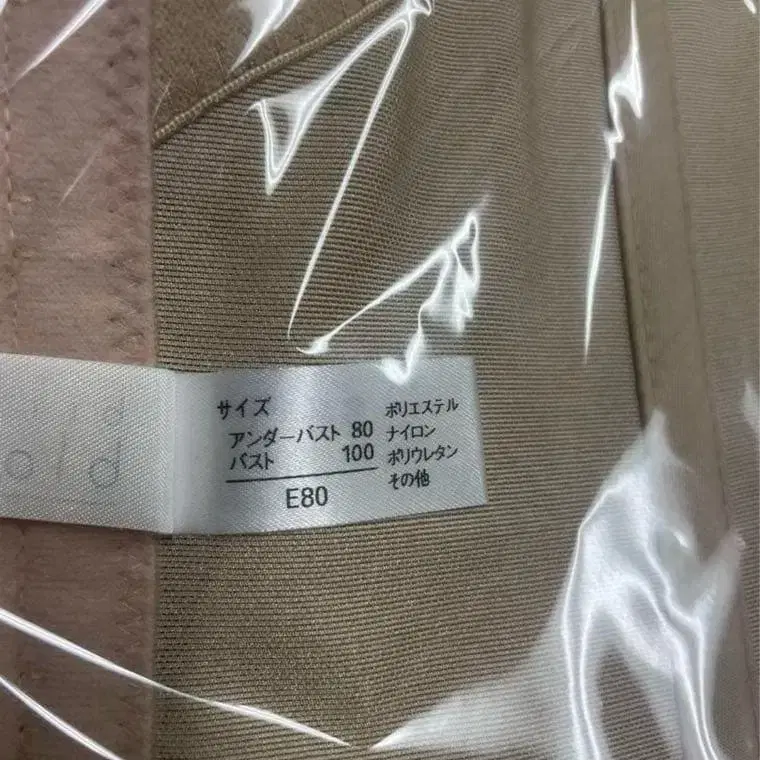 サイズ
アンダーバスト 80
バスト 100
E80
ポリエステル
ナイロン
ポリウレタン
その他